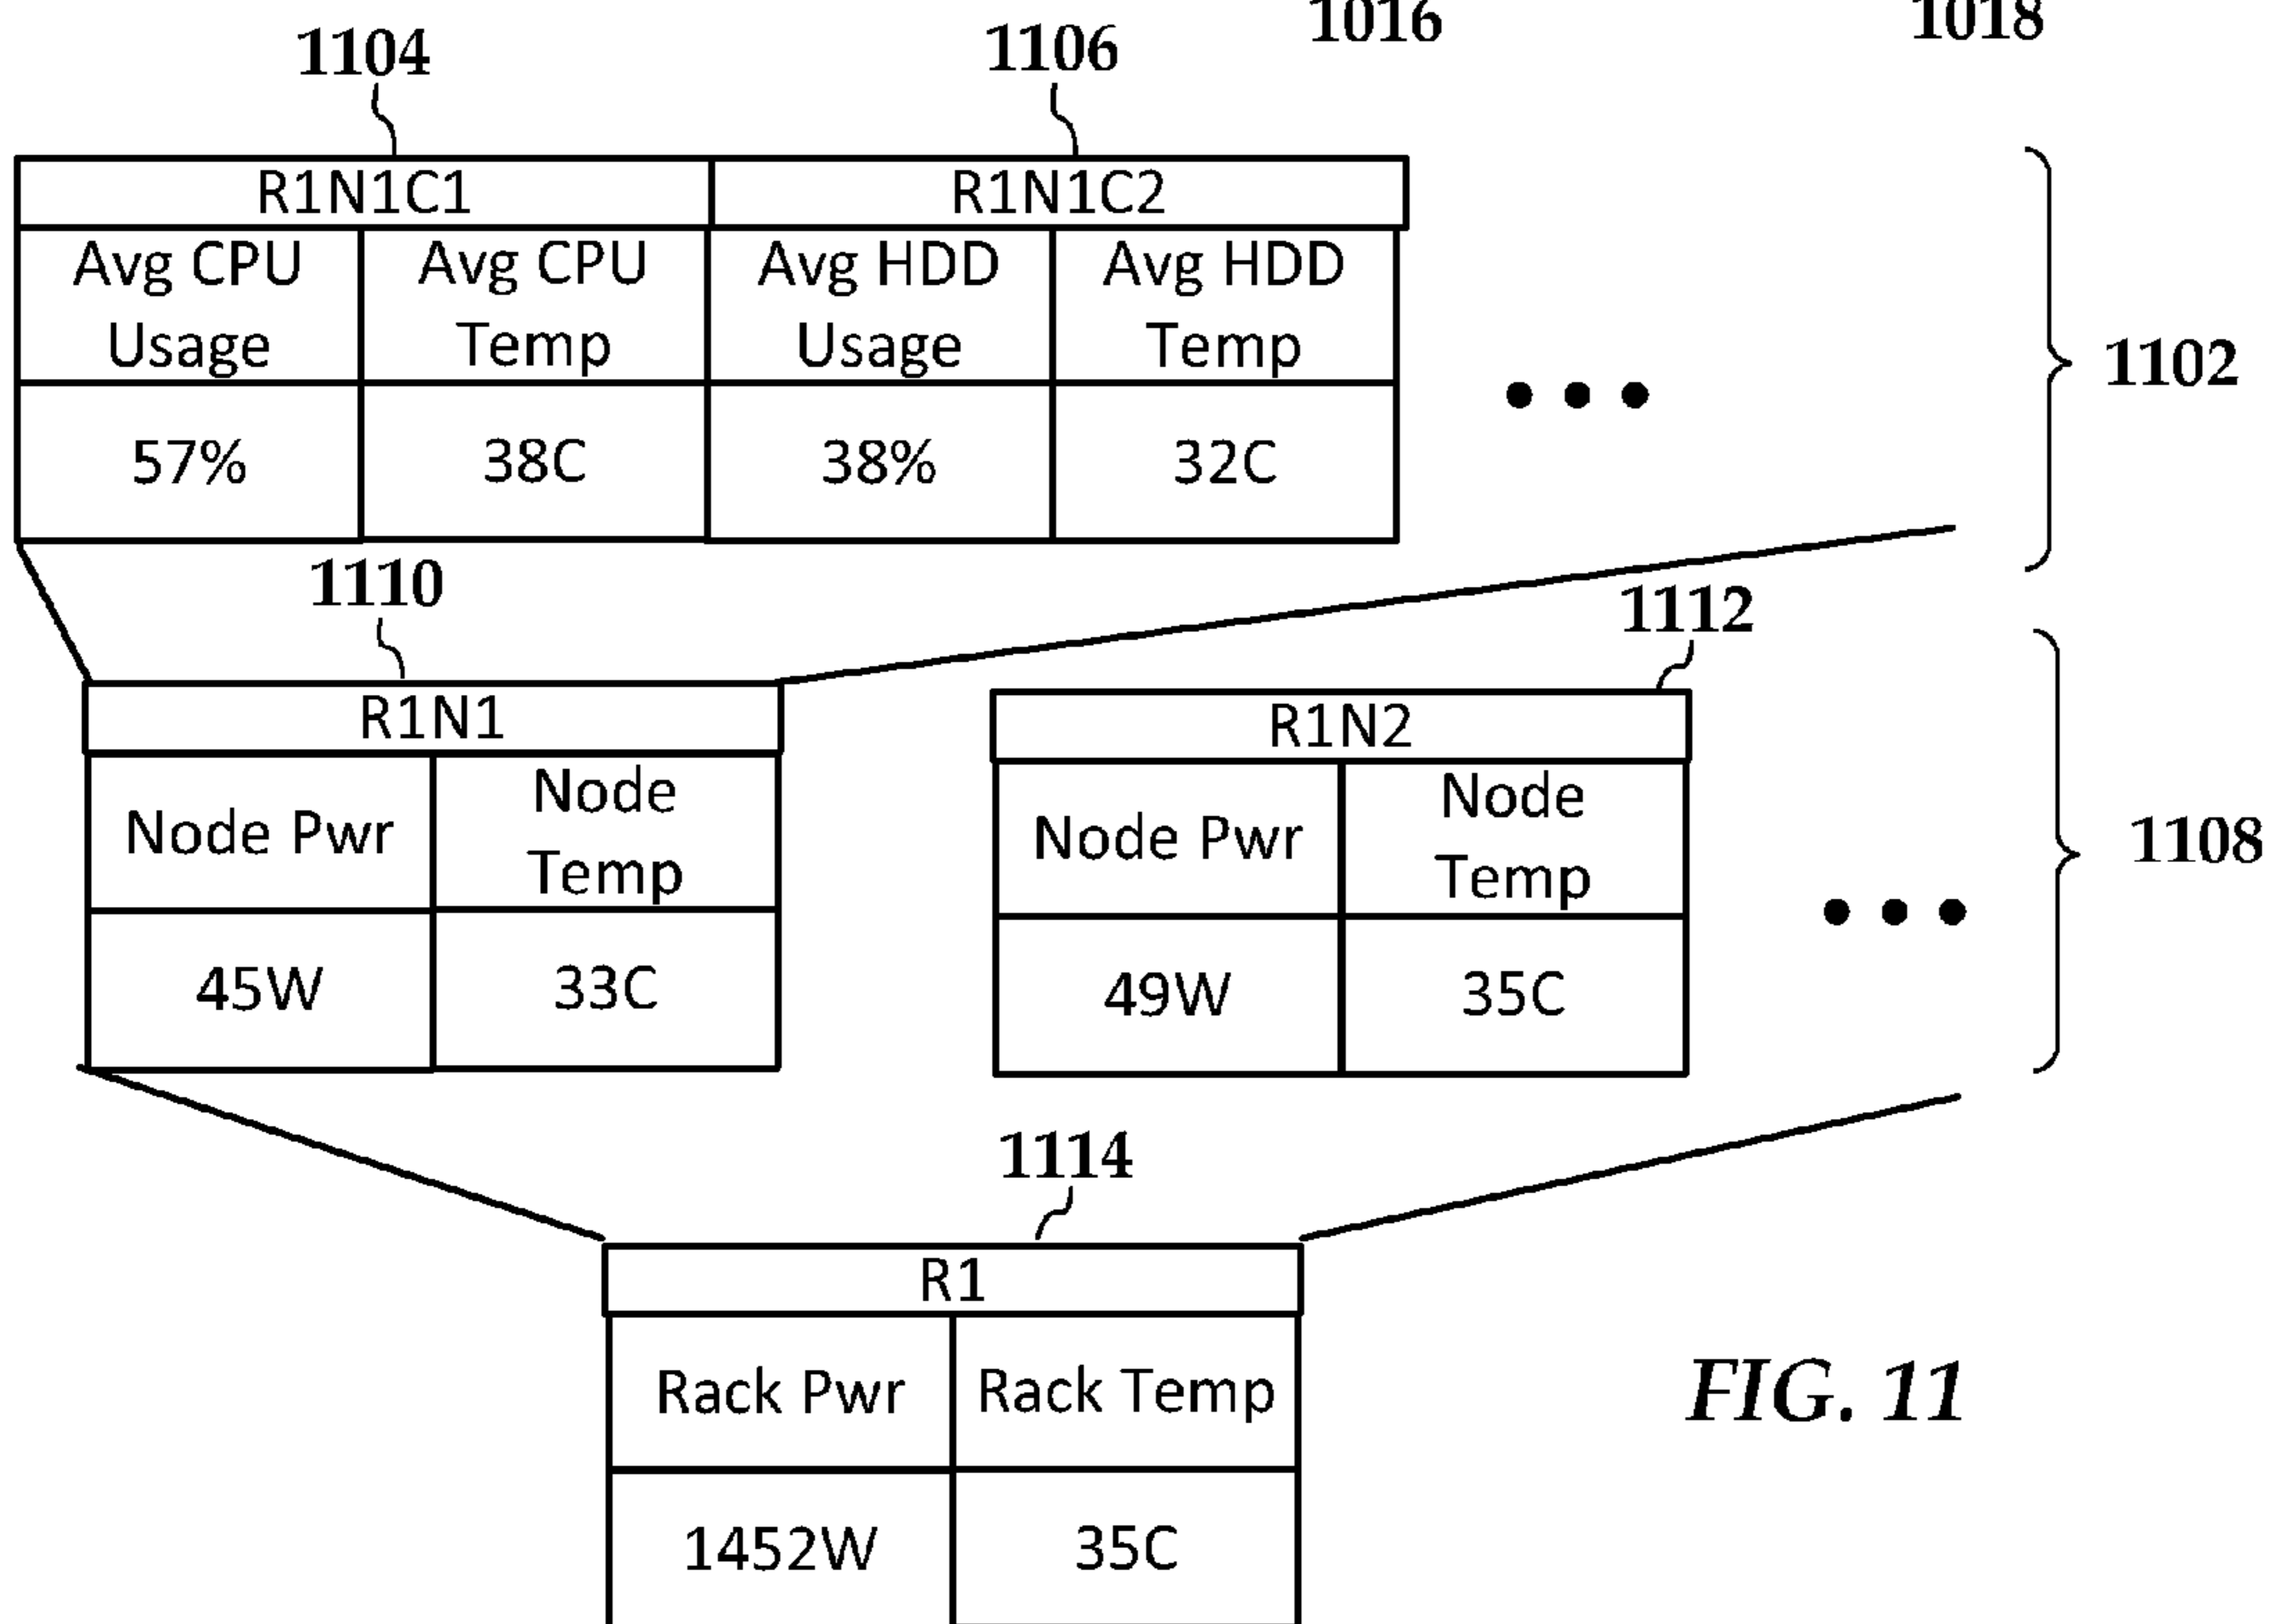 1016 1018
1104 1106
R1N1C1 R1N1C2
Avg CPU Avg CPU Avg HDD Avg HDD
Usage Temp Usage Temp
1102
57% 38C 38% 32C
1110 1112
R1N1 R1N2
Node Pwr Node Temp Node Pwr Node Temp
1108
45W 33C 49W 35C
1114
R1
Rack Pwr Rack Temp
FIG. 11
1452W 35C